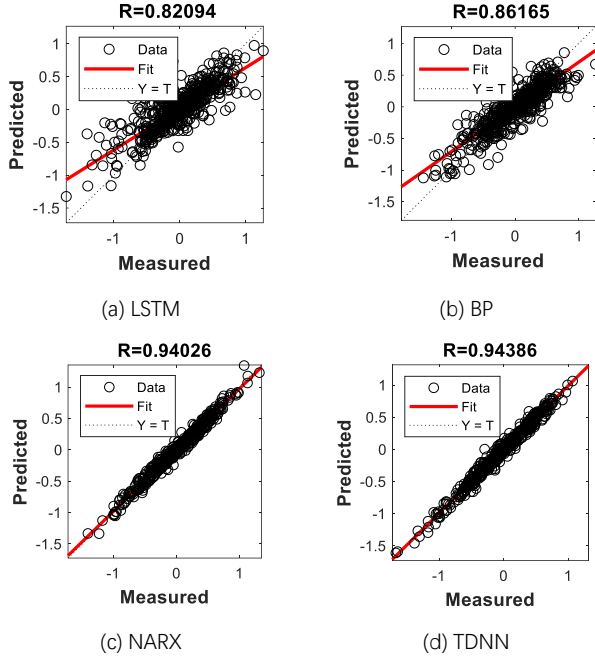 R=0.82094
Data
Fit
Y = T
1
0.5
0
-0.5
-1
-1.5
Predicted
-1
0
1
Measured
(a) LSTM
R=0.86165
Data
Fit
Y = T
1
0.5
0
-0.5
-1
-1.5
Predicted
-1
0
1
Measured
(b) BP
R=0.94026
Data
Fit
Y = T
1
0.5
0
-0.5
-1
-1.5
Predicted
-1
0
1
Measured
(c) NARX
R=0.94386
Data
Fit
Y = T
1
0.5
0
-0.5
-1
-1.5
Predicted
-1
0
1
Measured
(d) TDNN